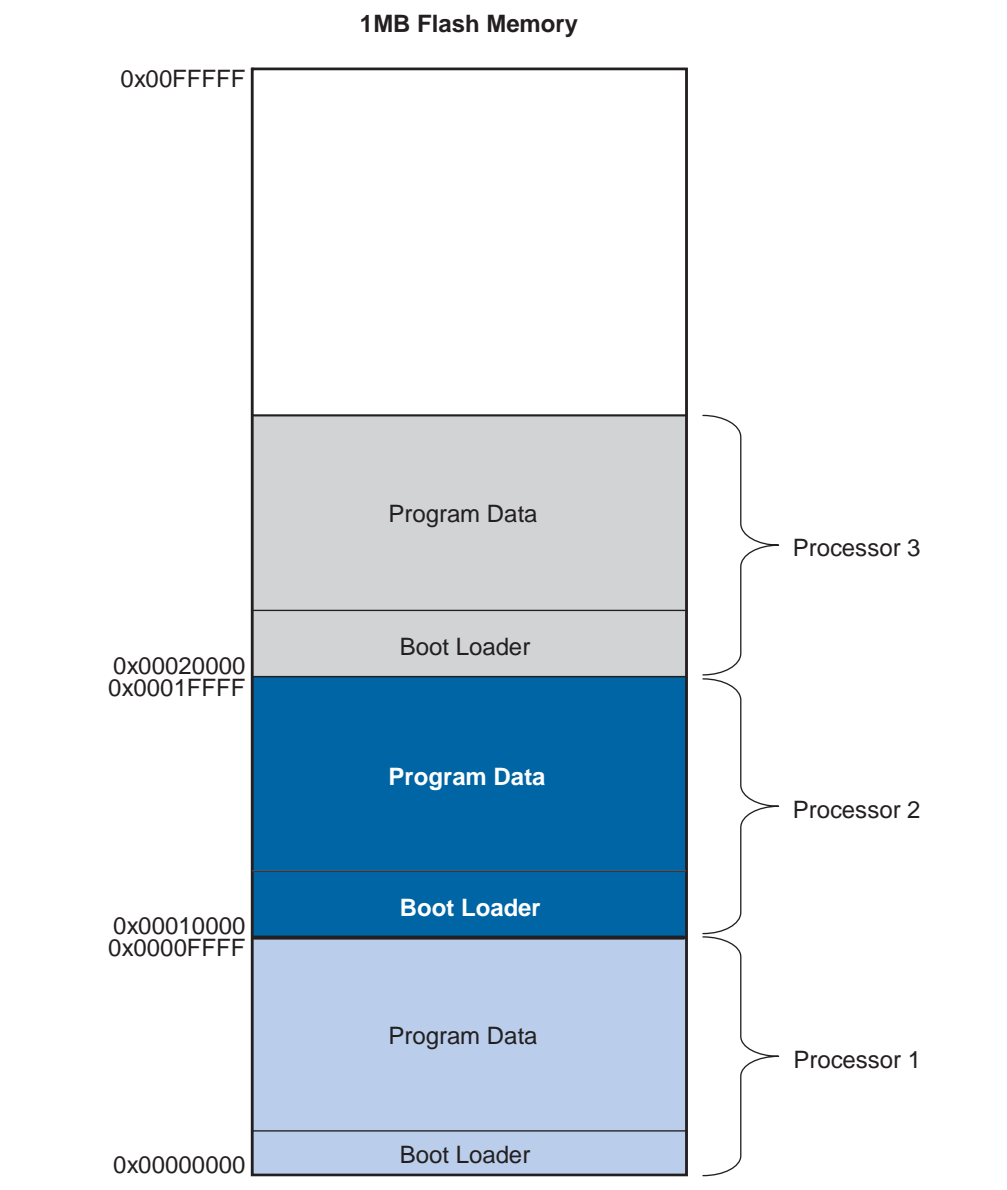 1MB Flash Memory
0x00FFFFF
Program Data
Processor 3
Boot Loader
0x00020000
0x0001FFFF
Program Data
Processor 2
Boot Loader
0x00010000
0x0000FFFF
Program Data
Processor 1
Boot Loader
0x00000000